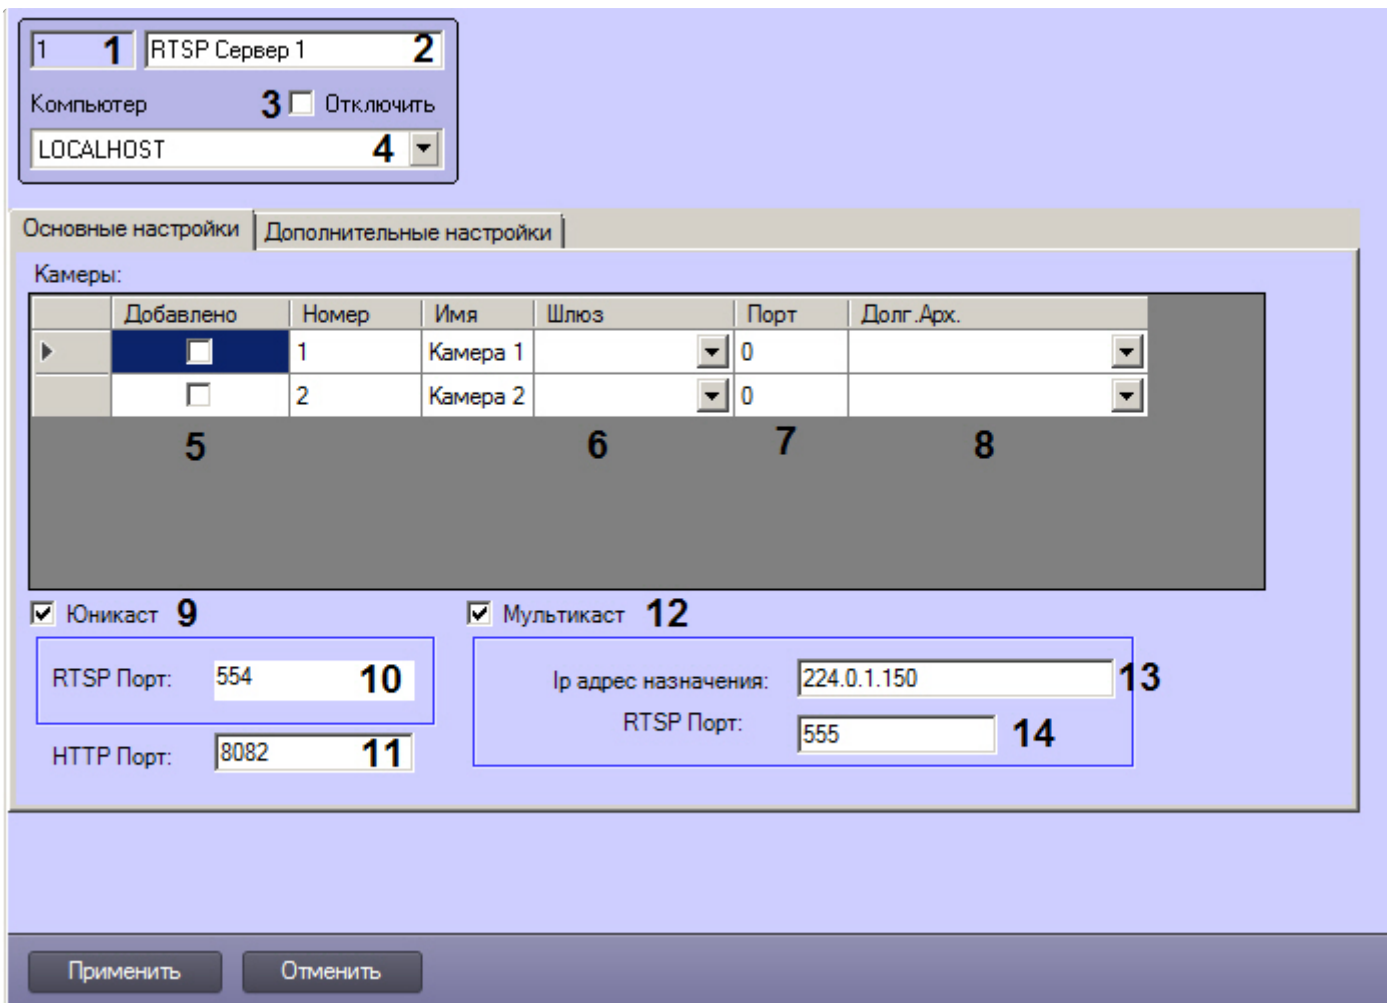 1 1 RTSP Сервер 1 2
Компьютер 3 Отключить
LOCALHOST 4
Основные настройки Дополнительные настройки
Камеры:
Добавлено Номер Имя Шлюз Порт Долг.Арх.
1 Камера 1 0
2 Камера 2 0
5 6 7 8
Юникаст 9 Мультикаст 12
RTSP Порт: 554 10 Ip адрес назначения: 224.0.1.150 13
RTSP Порт: 555 14
HTTP Порт: 8082 11
Применить Отменить